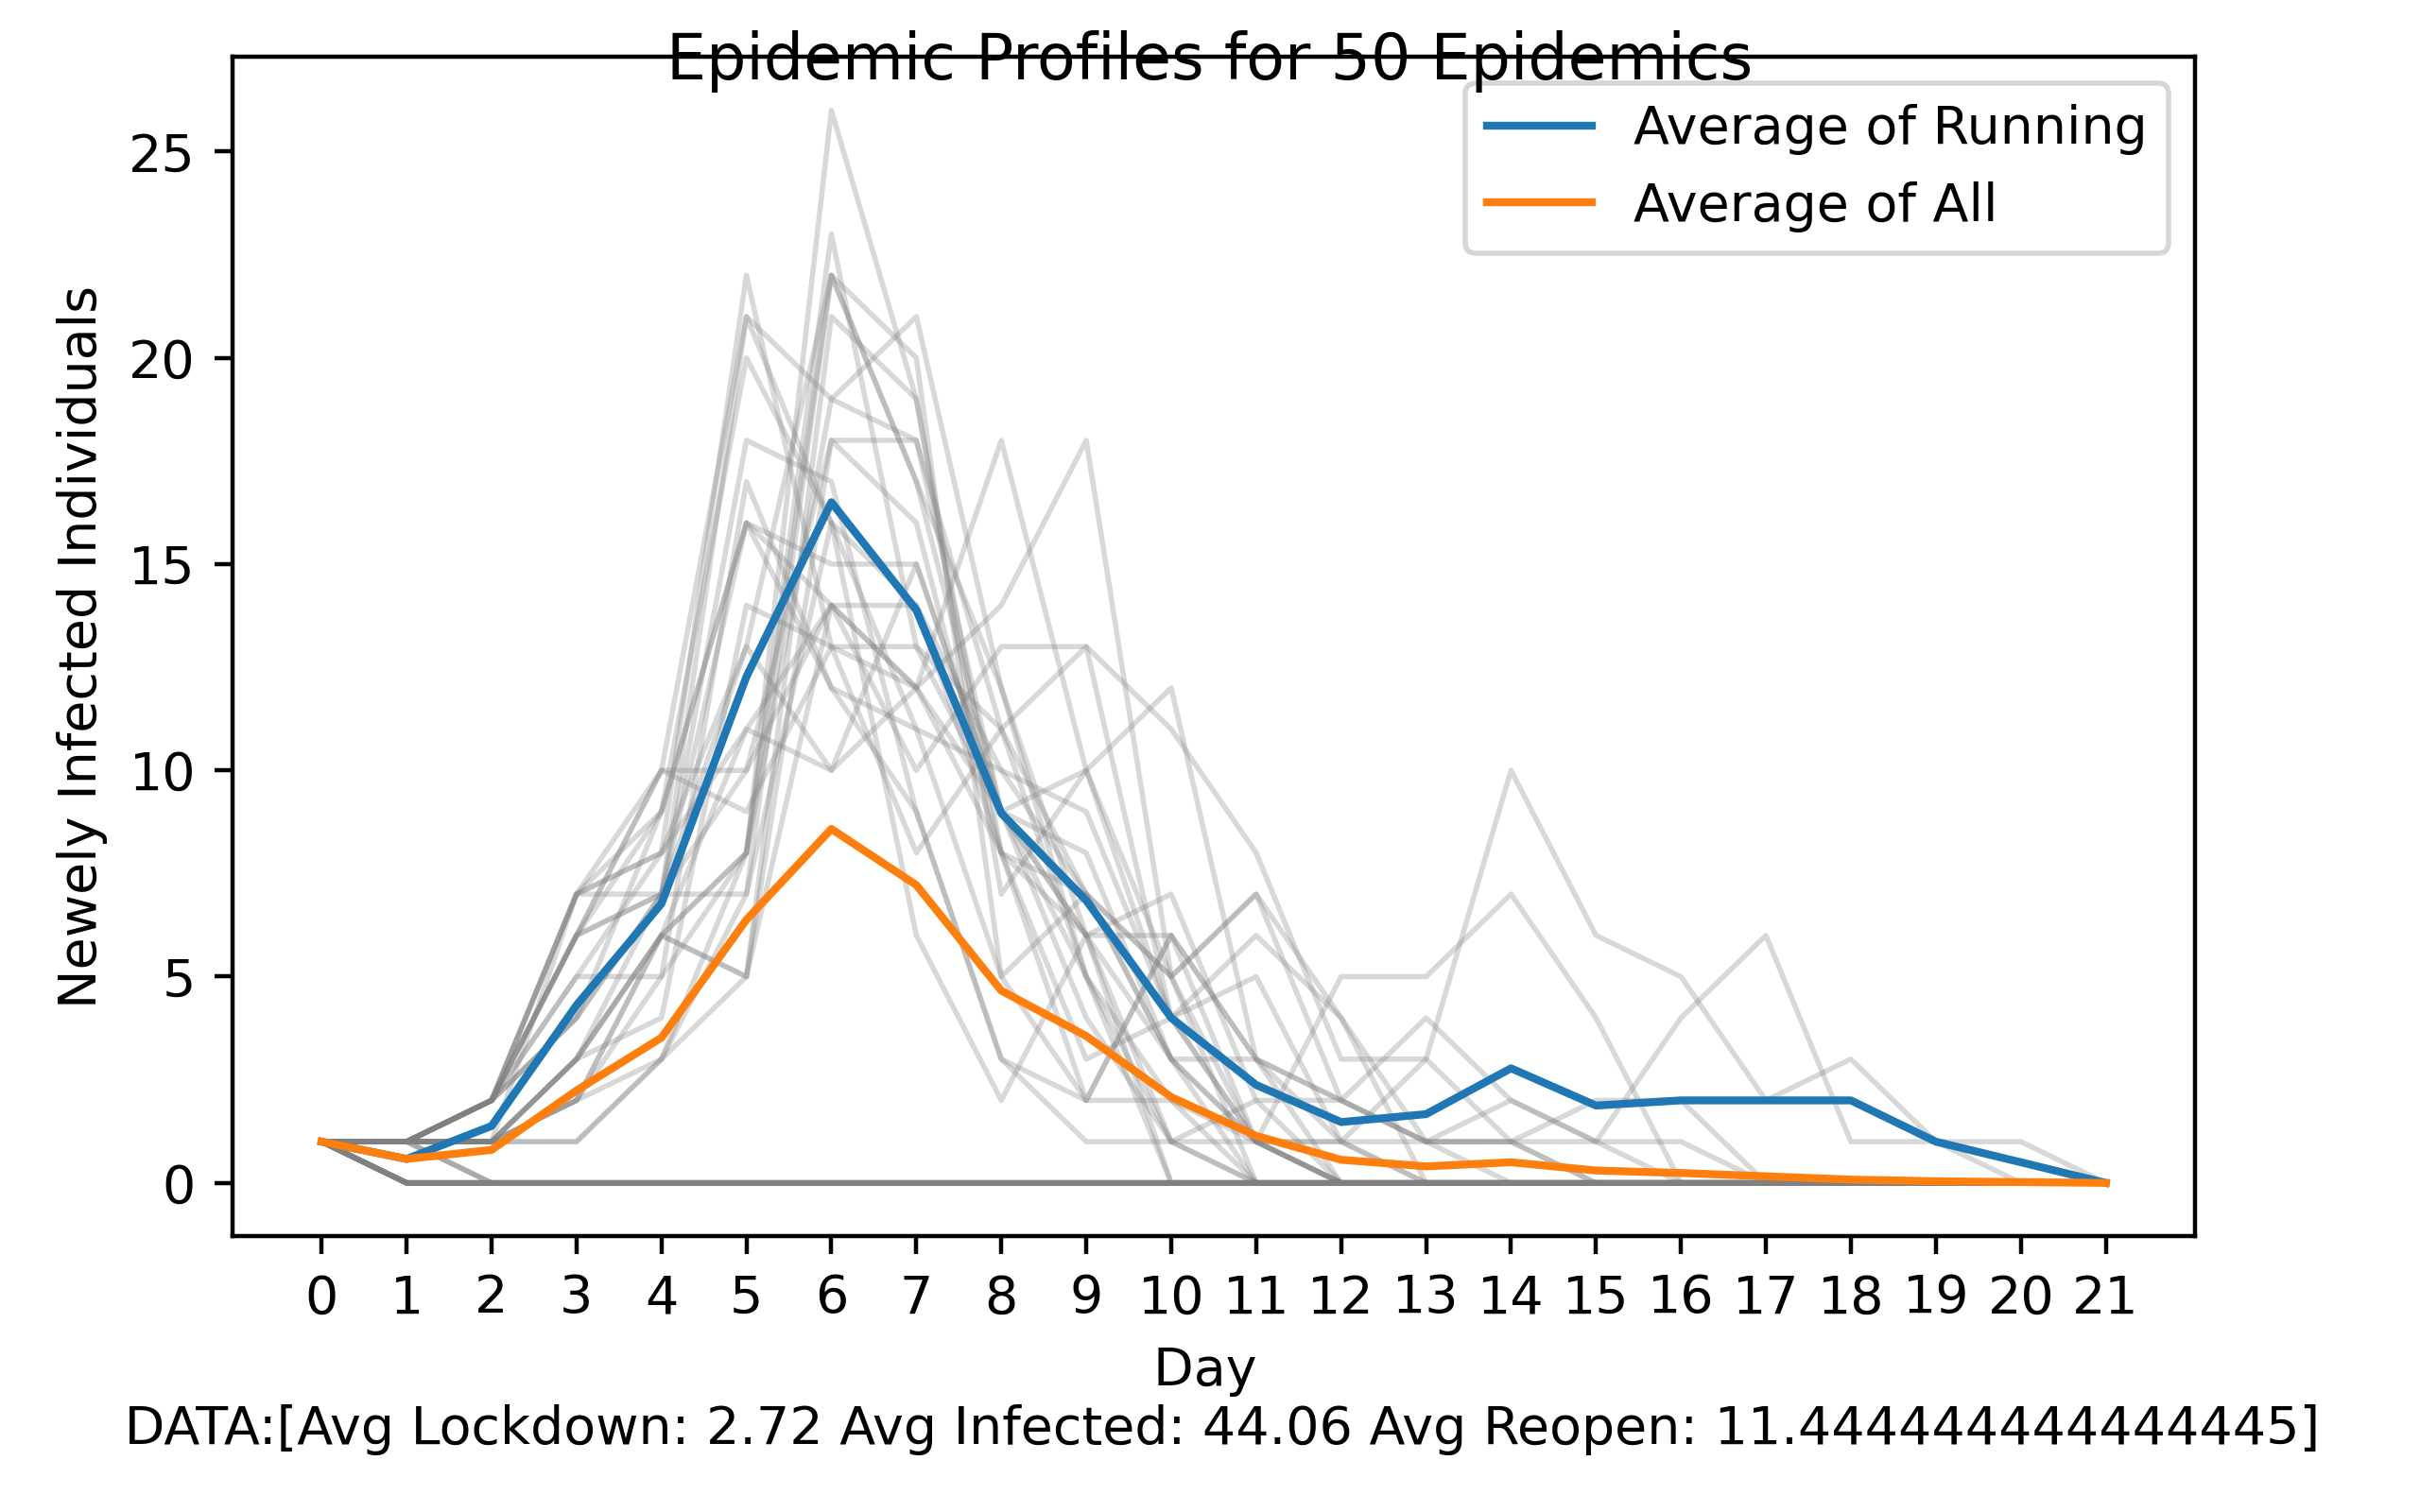 Epidemic Profiles for 50 Epidemics
Average of Running
Average of All
Newely Infected Individuals
25
20
15
10
5
0
0 1 2 3 4 5 6 7 8 9 10 11 12 13 14 15 16 17 18 19 20 21
Day
DATA:[Avg Lockdown: 2.72 Avg Infected: 44.06 Avg Reopen: 11.444444444444445]